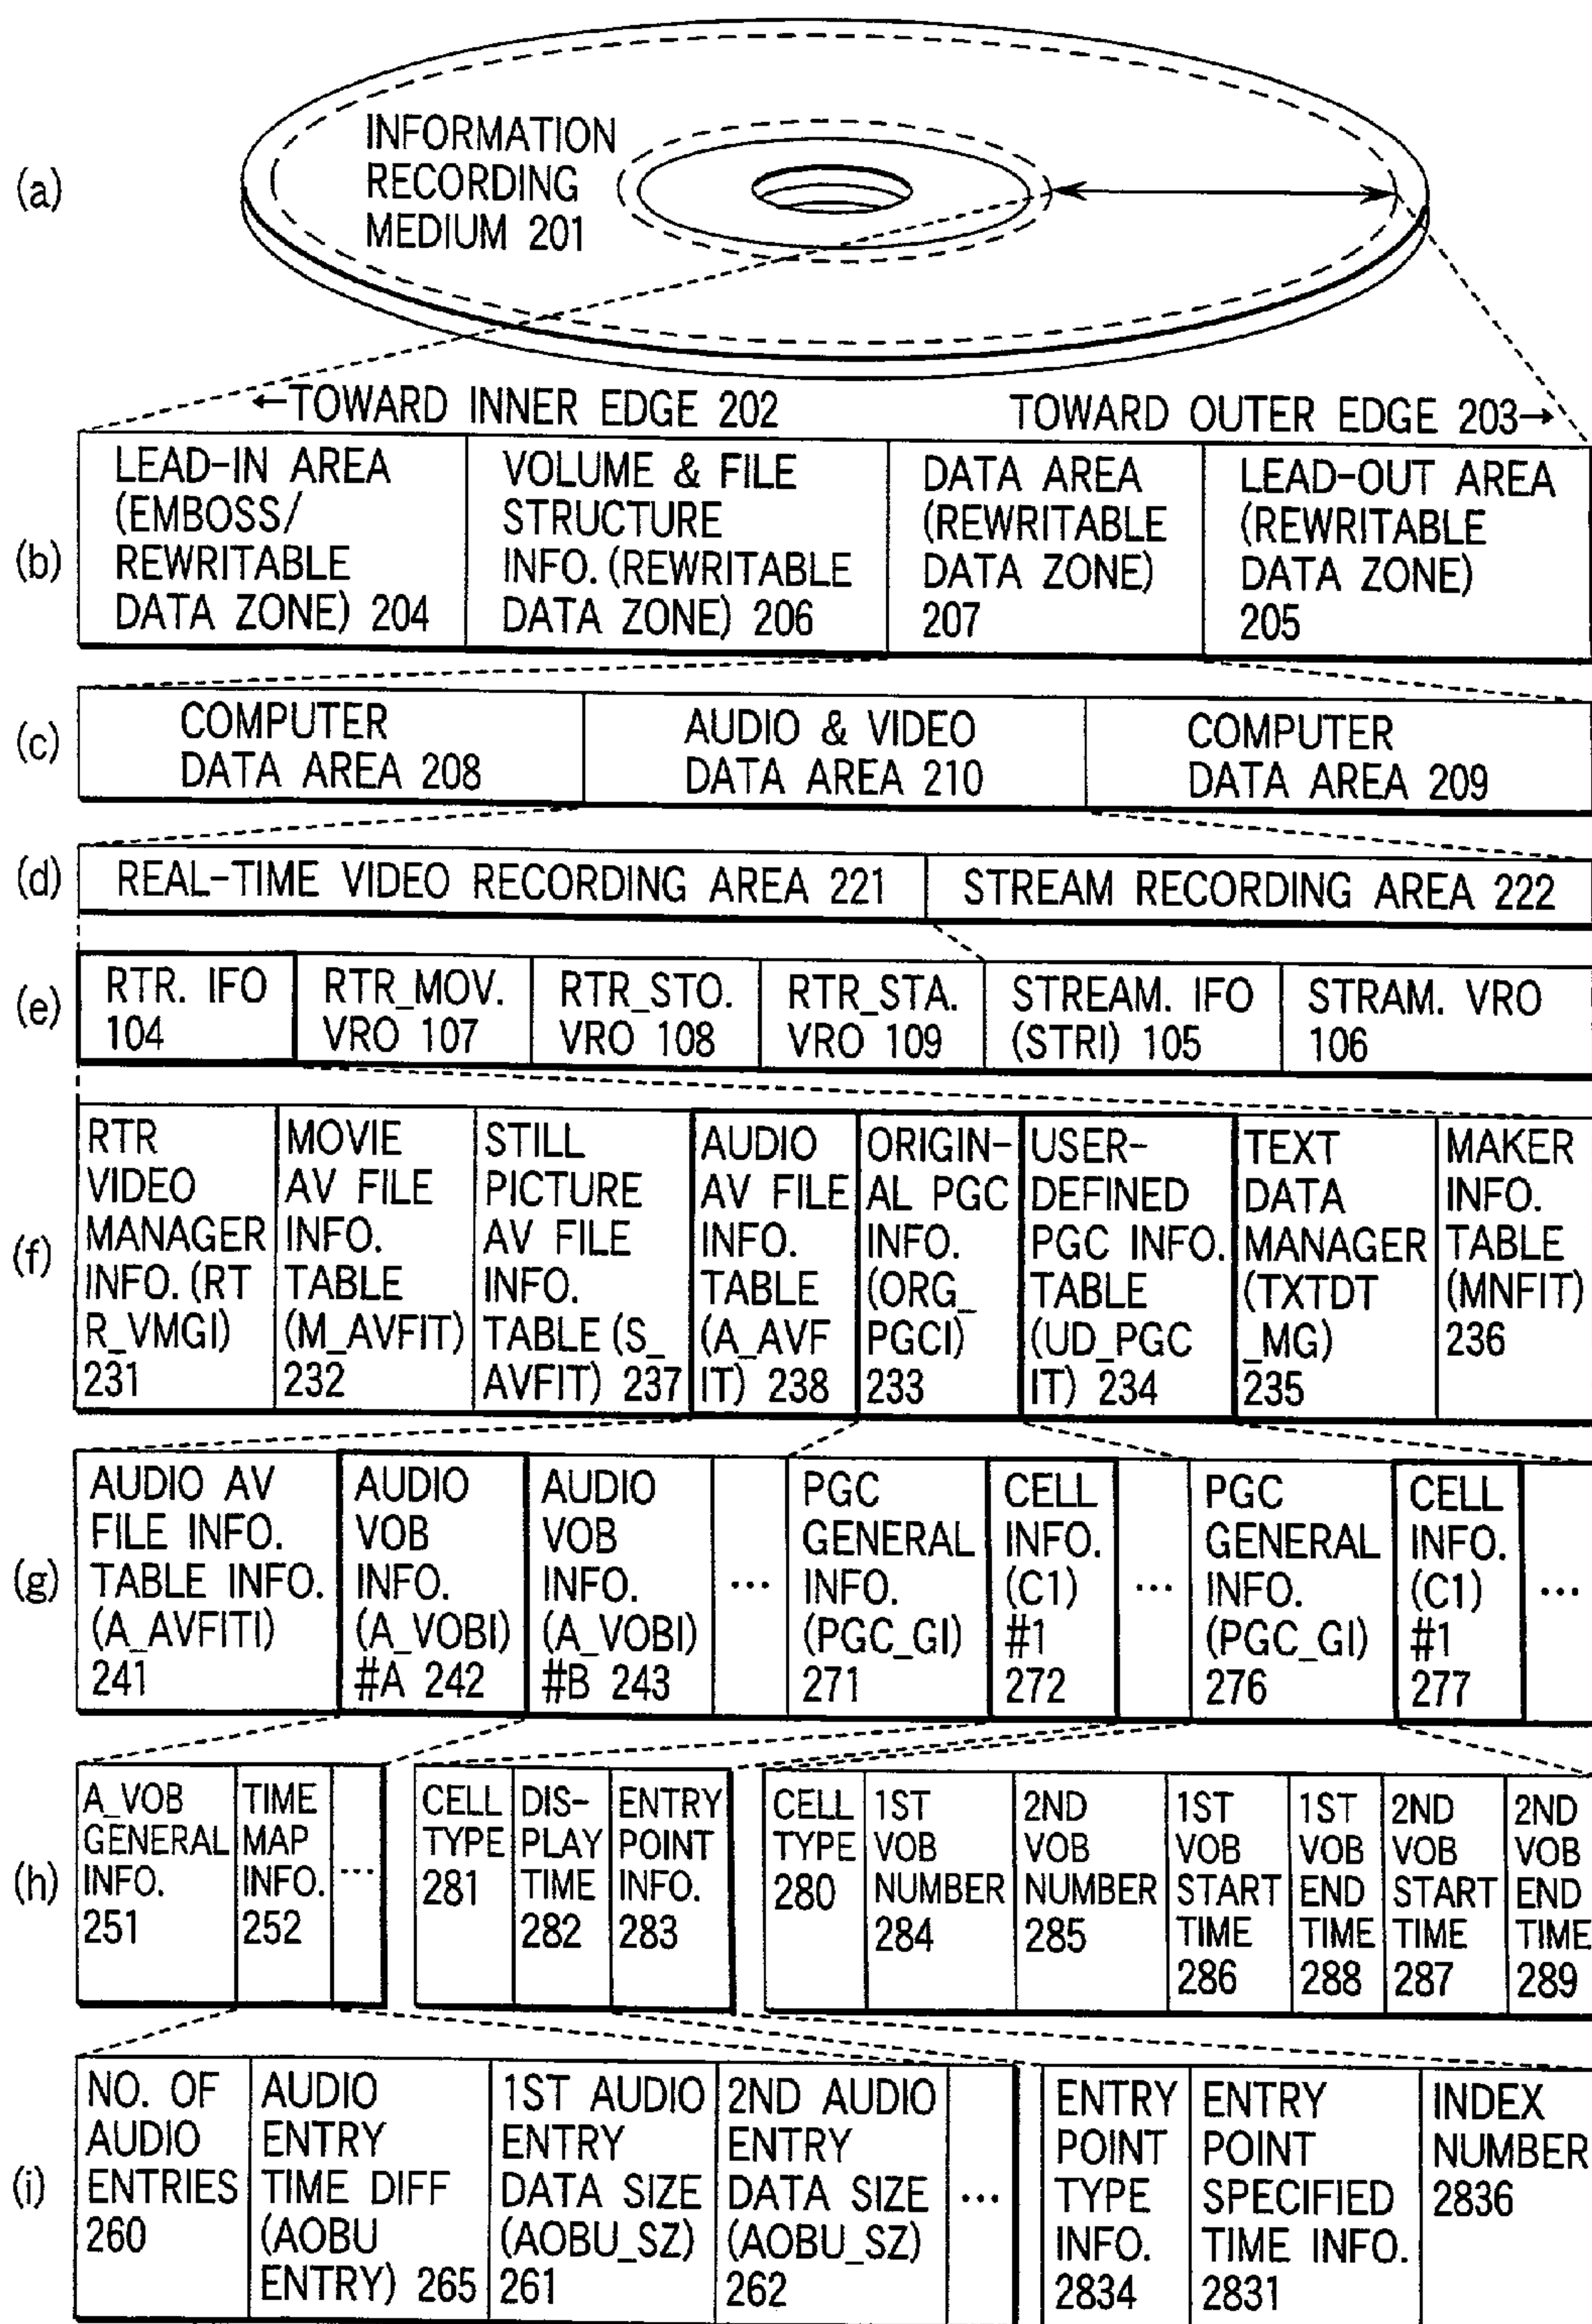 (a)
INFORMATION
RECORDING
MEDIUM 201
←TOWARD INNER EDGE 202
TOWARD OUTER EDGE 203→
(b)
LEAD-IN AREA
(EMBOSS/
REWRITABLE
DATA ZONE) 204
VOLUME & FILE
STRUCTURE
INFO. (REWRITABLE
DATA ZONE) 206
DATA AREA
(REWRITABLE
DATA ZONE)
207
LEAD-OUT AREA
(REWRITABLE
DATA ZONE)
205
(c)
COMPUTER
DATA AREA 208
AUDIO & VIDEO
DATA AREA 210
COMPUTER
DATA AREA 209
(d)
REAL-TIME VIDEO RECORDING AREA 221
STREAM RECORDING AREA 222
(e)
RTR. IFO
104
RTR_MOV.
VRO 107
RTR_STO.
VRO 108
RTR_STA.
VRO 109
STREAM. IFO
(STRI) 105
STRAM. VRO
106
(f)
RTR
VIDEO
MANAGER
INFO. (RT
R_VMGI)
231
MOVIE
AV FILE
INFO.
TABLE
(M_AVFIT)
232
STILL
PICTURE
AV FILE
INFO.
TABLE (S_
AVFIT) 237
AUDIO
AV FILE
INFO.
TABLE
(A_AVF
IT) 238
ORIGIN-
AL PGC
INFO.
(ORG_
PGCI)
233
USER-
DEFINED
PGC INFO.
TABLE
(UD_PGC
IT) 234
TEXT
DATA
MANAGER
(TXTDT
_MG)
235
MAKER
INFO.
TABLE
(MNFIT)
236
(g)
AUDIO AV
FILE INFO.
TABLE INFO.
(A_AVFITI)
241
AUDIO
VOB
INFO.
(A_VOBI)
#A 242
AUDIO
VOB
INFO.
(A_VOBI)
#B 243
...
PGC
GENERAL
INFO.
(PGC_GI)
271
CELL
INFO.
(C1)
#1
272
...
PGC
GENERAL
INFO.
(PGC_GI)
276
CELL
INFO.
(C1)
#1
277
...
(h)
A_VOB
GENERAL
INFO.
251
TIME
MAP
INFO.
252
...
CELL
TYPE
281
DIS-
PLAY
TIME
282
ENTRY
POINT
INFO.
283
CELL
TYPE
280
1ST
VOB
NUMBER
284
2ND
VOB
NUMBER
285
1ST
VOB
START
TIME
286
1ST
VOB
END
TIME
288
2ND
VOB
START
TIME
287
2ND
VOB
END
TIME
289
(i)
NO. OF
AUDIO
ENTRIES
260
AUDIO
ENTRY
TIME DIFF
(AOBU
ENTRY) 265
1ST AUDIO
ENTRY
DATA SIZE
(AOBU_SZ)
261
2ND AUDIO
ENTRY
DATA SIZE
(AOBU_SZ)
262
...
ENTRY
POINT
TYPE
INFO.
2834
ENTRY
POINT
SPECIFIED
TIME INFO.
2831
INDEX
NUMBER
2836